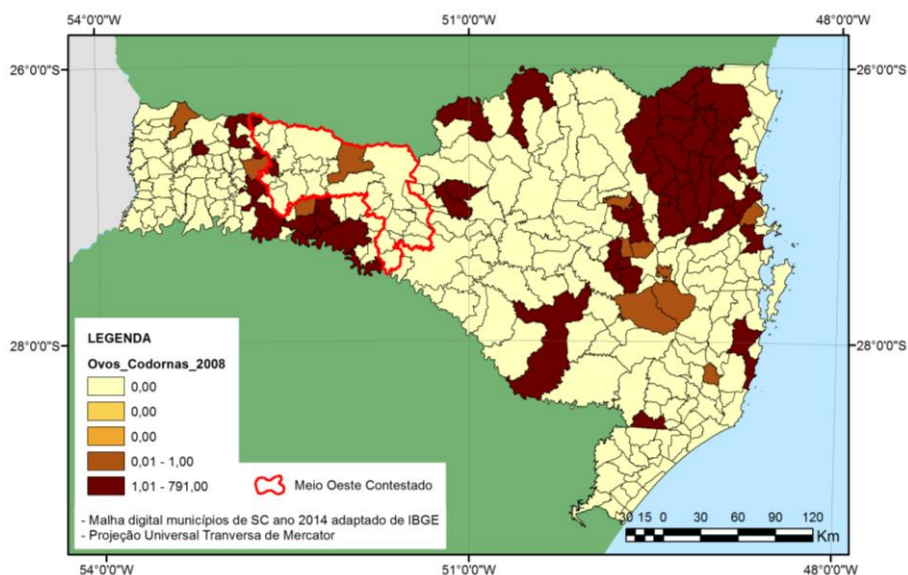 54°0'0"W 51°0'0"W 48°0'0"W
26°0'0"S 26°0'0"S
28°0'0"S 28°0'0"S
LEGENDA
Ovos_Codornas_2008
0,00
0,00
0,00
0,01 - 1,00
1,01 - 791,00
Meio Oeste Contestado
- Malha digital municípios de SC ano 2014 adaptado de IBGE
- Projeção Universal Tranversa de Mercator
30 15 0 30 60 90 120
Km
54°0'0"W 51°0'0"W 48°0'0"W